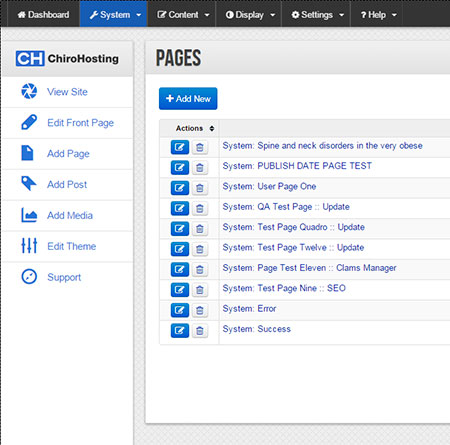 Dashboard System Content Display Settings ? Help
CH ChiroHosting
View Site
Edit Front Page
Add Page
Add Post
Add Media
Edit Theme
Support
PAGES
+ Add New
Actions
System: Spine and neck disorders in the very obese
System: PUBLISH DATE PAGE TEST
System: User Page One
System: QA Test Page :: Update
System: Test Page Quadro :: Update
System: Test Page Twelve :: Update
System: Page Test Eleven :: Clams Manager
System: Test Page Nine :: SEO
System: Error
System: Success